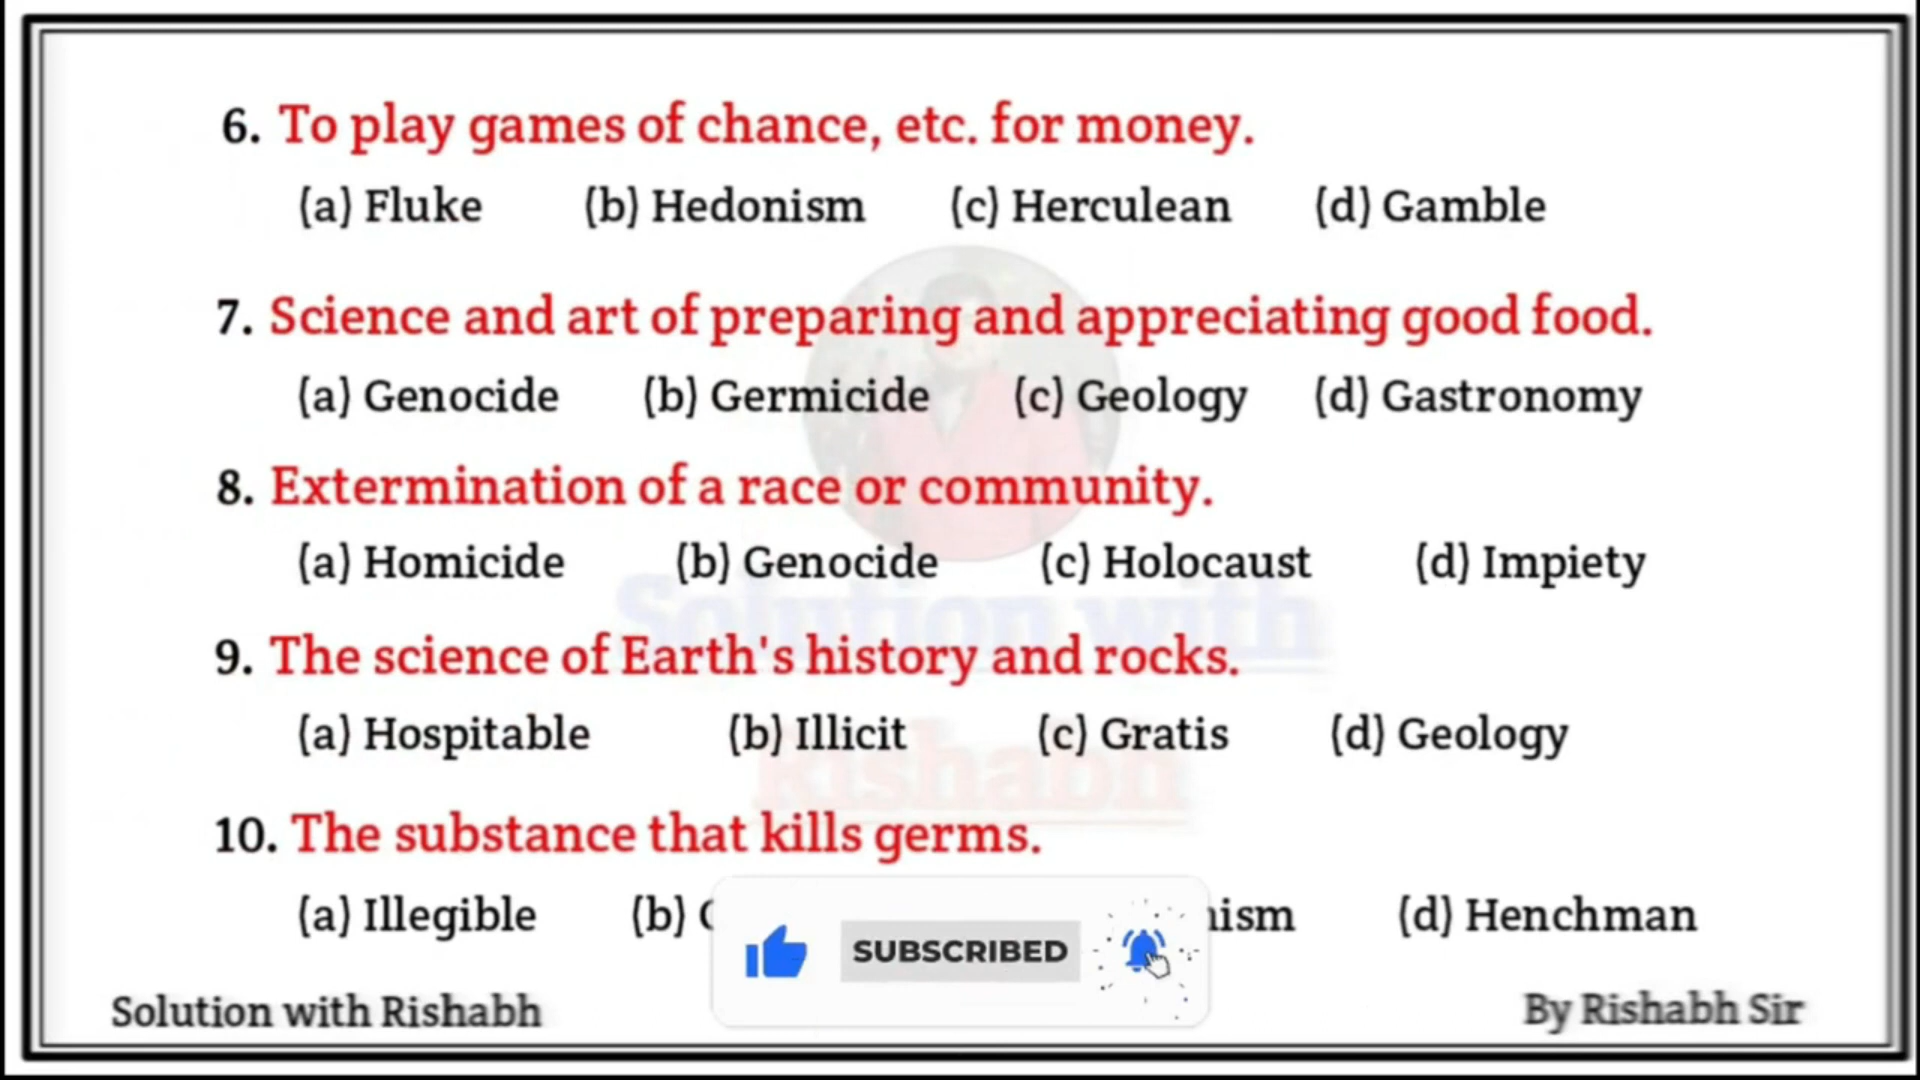 6. To play games of chance, etc. for money.
(a) Fluke (b) Hedonism (c) Herculean (d) Gamble
7. Science and art of preparing and appreciating good food.
(a) Genocide (b) Germicide (c) Geology (d) Gastronomy
8. Extermination of a race or community.
(a) Homicide (b) Genocide (c) Holocaust (d) Impiety
Solution with
9. The science of Earth's history and rocks.
(a) Hospitable (b) Illicit (c) Gratis (d) Geology
Rishabh
10. The substance that kills germs.
(a) Illegible (b) (d) Henchman
SUBSCRIBED
Solution with Rishabh By Rishabh Sir